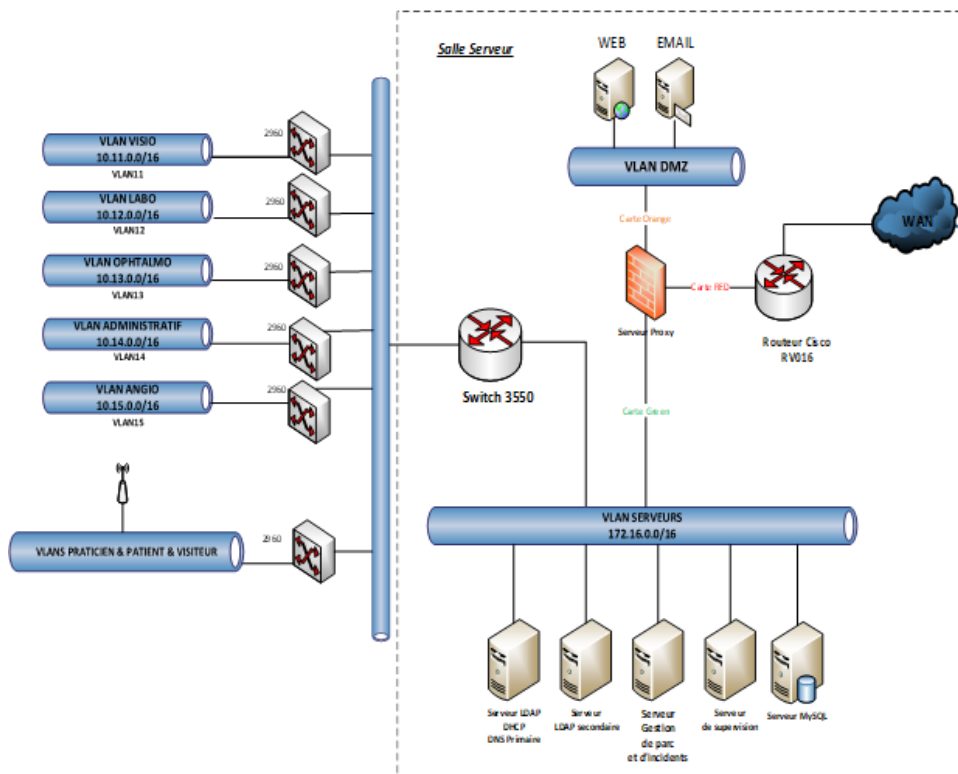 Salle Serveur
WEB
EMAIL
VLAN DMZ
Carte Orange
WAN
Carte RED
Serveur Proxy
Routeur Cisco
RV016
Carte Green
2960
VLAN VISIO
10.11.0.0/16
VLAN11
2960
VLAN LABO
10.12.0.0/16
VLAN12
2960
VLAN OPHTALMO
10.13.0.0/16
VLAN13
2960
VLAN ADMINISTRATIF
10.14.0.0/16
VLAN14
2960
VLAN ANGIO
10.15.0.0/16
VLAN15
Switch 3550
2960
VLANS PRATICIEN & PATIENT & VISITEUR
VLAN SERVEURS
172.16.0.0/16
Serveur LDAP
DHCP
DNS Primaire
Serveur
LDAP secondaire
Serveur
Gestion
de parc
et d'incidents
Serveur
de supervision
Serveur MySQL